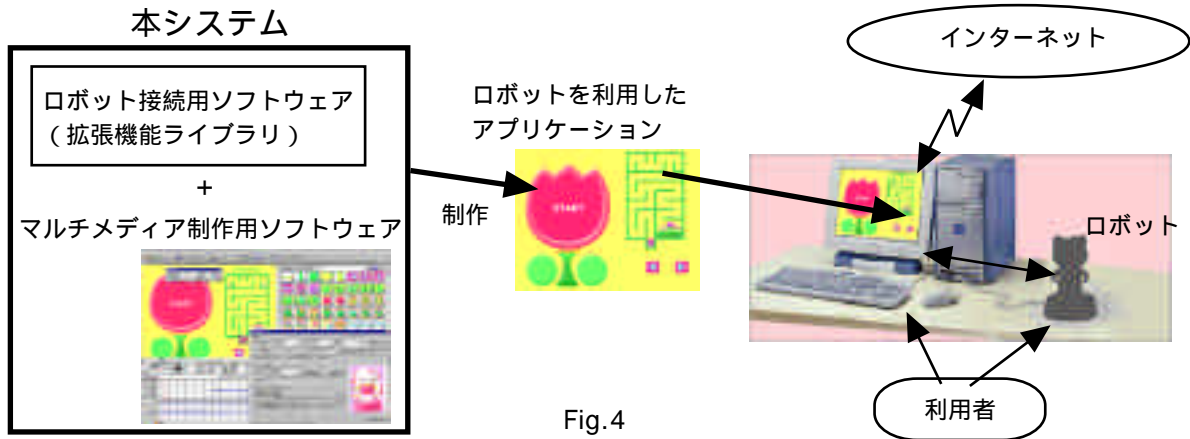 本システム
ロボット接続用ソフトウェア
（拡張機能ライブラリ）
+
マルチメディア制作用ソフトウェア
制作
ロボットを利用した
アプリケーション
START
インターネット
ロボット
利用者
Fig.4